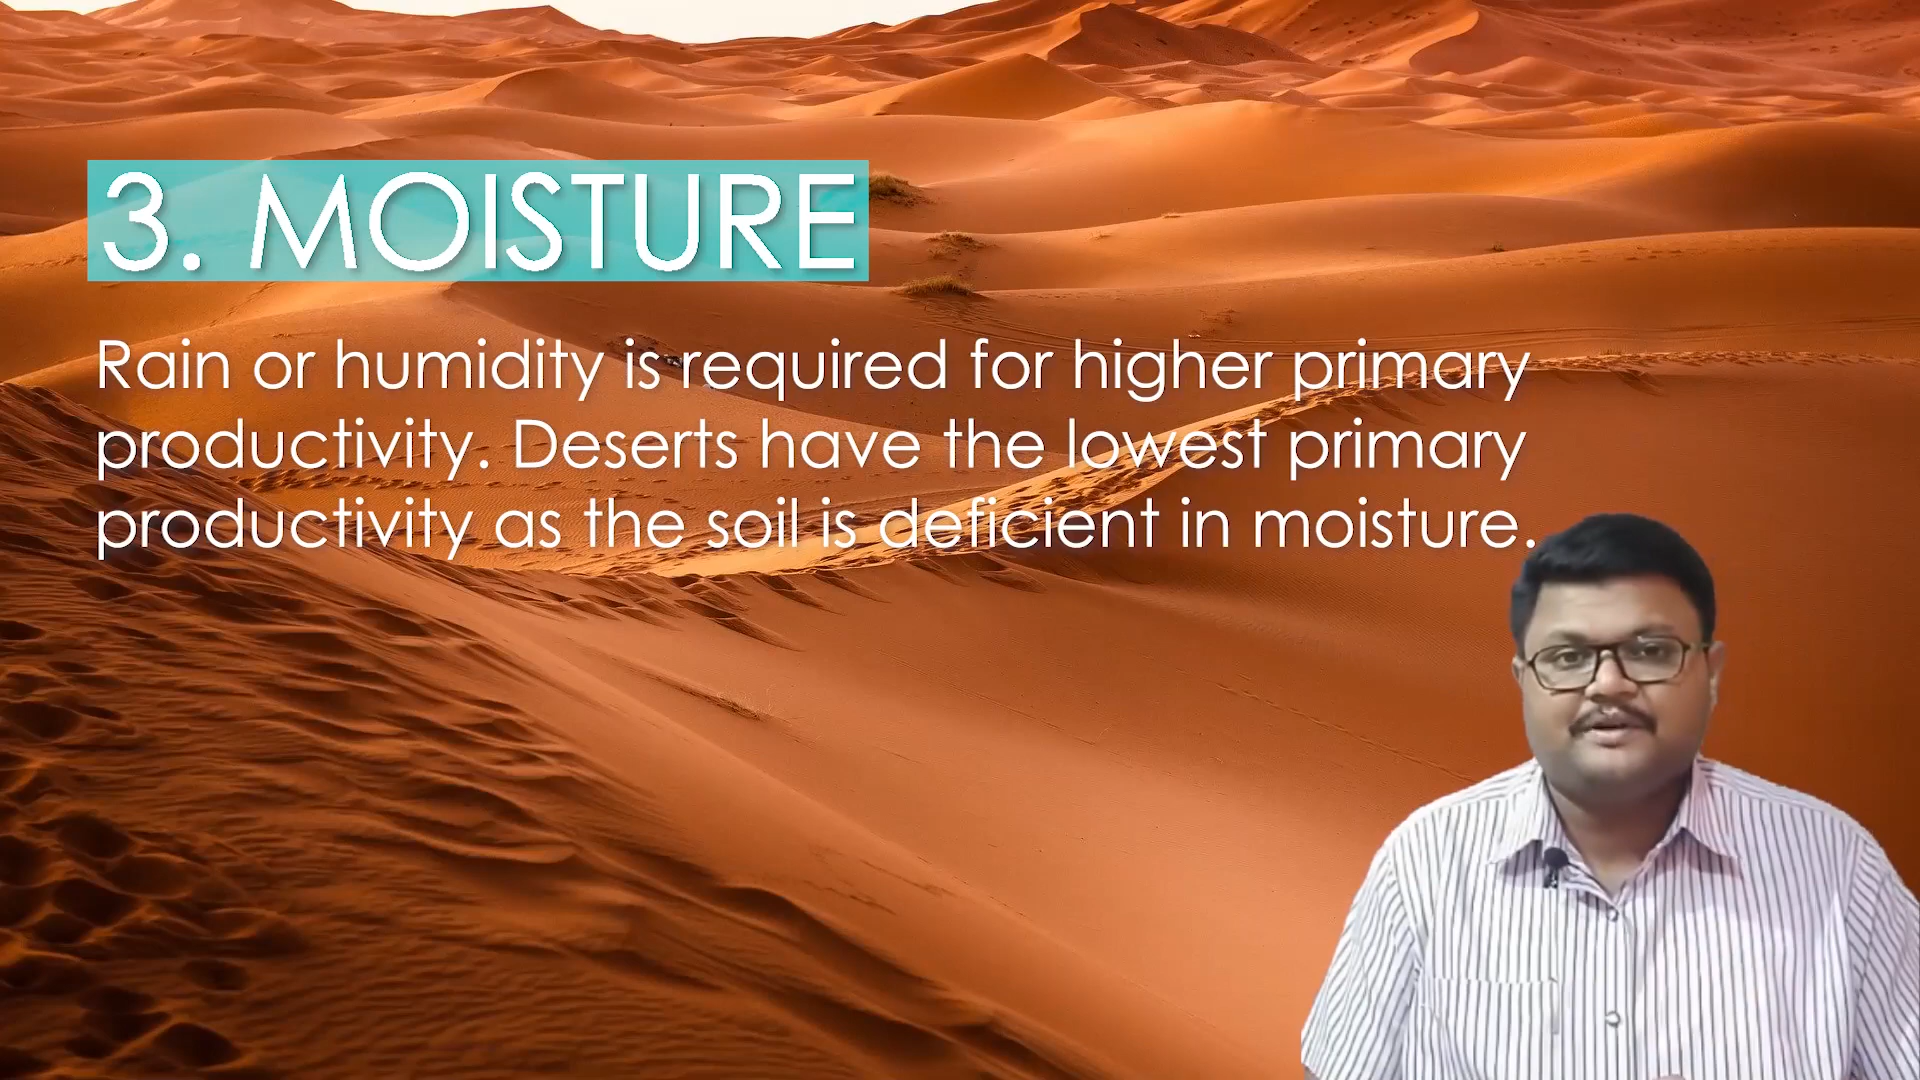 3. MOISTURE
Rain or humidity is required for higher primary
productivity. Deserts have the lowest primary
productivity as the soil is deficient in moisture.